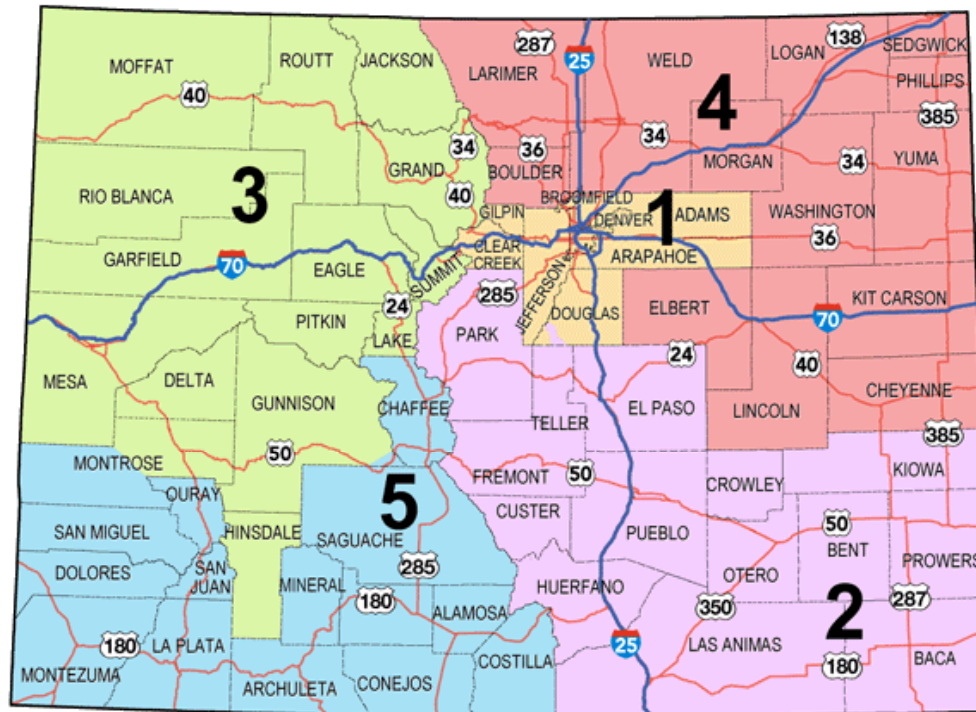 MOFFAT
ROUTT
JACKSON
LARIMER
287
25
WELD
LOGAN
138
SEDGWICK
PHILLIPS
40
4
385
34
GRAND
34
36
BOULDER
34
MORGAN
34
YUMA
RIO BLANCA
3
40
GILPIN
BROOMFIELD
DENVER
1
ADAMS
WASHINGTON
36
GARFIELD
70
EAGLE
SUMMIT
CLEAR
CREEK
JEFFERSON
ARAPAHOE
24
285
DOUGLAS
ELBERT
KIT CARSON
70
PITKIN
LAKE
PARK
24
40
MESA
DELTA
GUNNISON
CHAFFEE
TELLER
EL PASO
LINCOLN
CHEYENNE
385
50
MONTROSE
OURAY
5
FREMONT
50
CROWLEY
KIOWA
SAN MIGUEL
HINSDALE
SAGUACHE
CUSTER
PUEBLO
50
BENT
PROWERS
DOLORES
SAN
JUAN
MINERAL
285
HUERFANO
OTERO
180
ALAMOSA
350
2
287
180
LA PLATA
25
LAS ANIMAS
180
BACA
MONTEZUMA
ARCHULETA
CONEJOS
COSTILLA